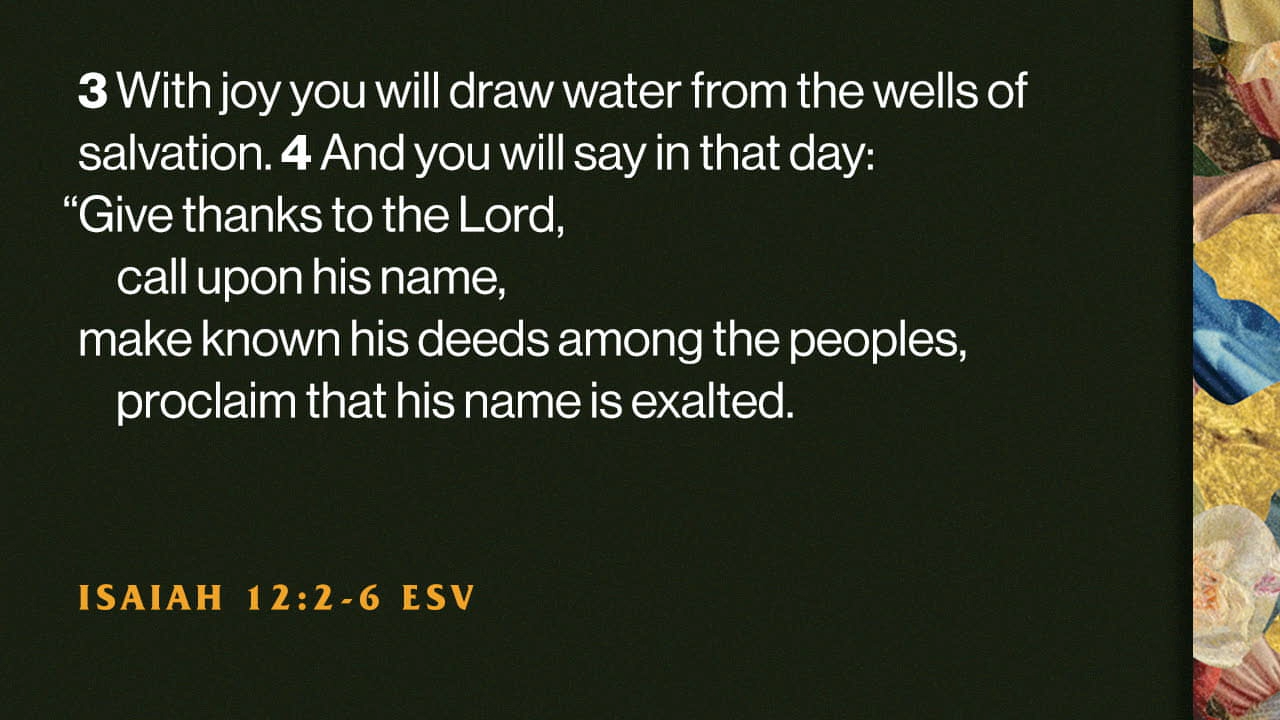 3 With joy you will draw water from the wells of
salvation. 4 And you will say in that day:
“Give thanks to the Lord,
call upon his name,
make known his deeds among the peoples,
proclaim that his name is exalted.
ISAIAH 12:2-6 ESV